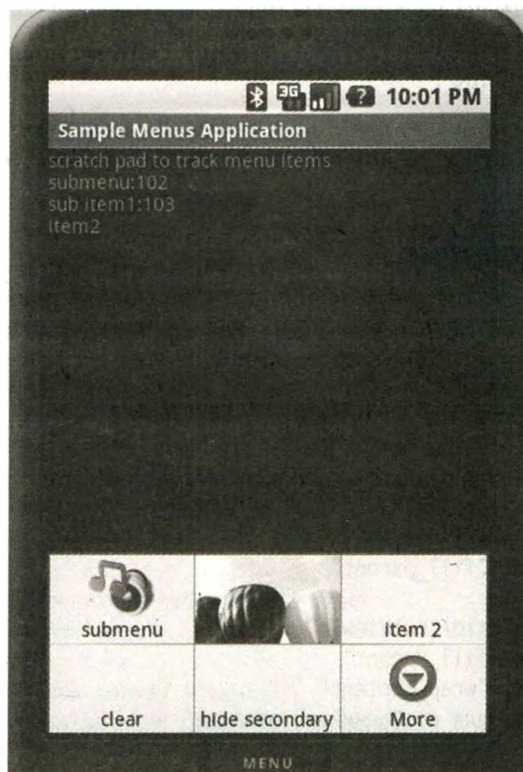 3G ? 10:01 PM
Sample Menus Application
scratch pad to track menu items
submenu:102
sub item1:103
item2
submenu
item 2
clear
hide secondary
More
MENU